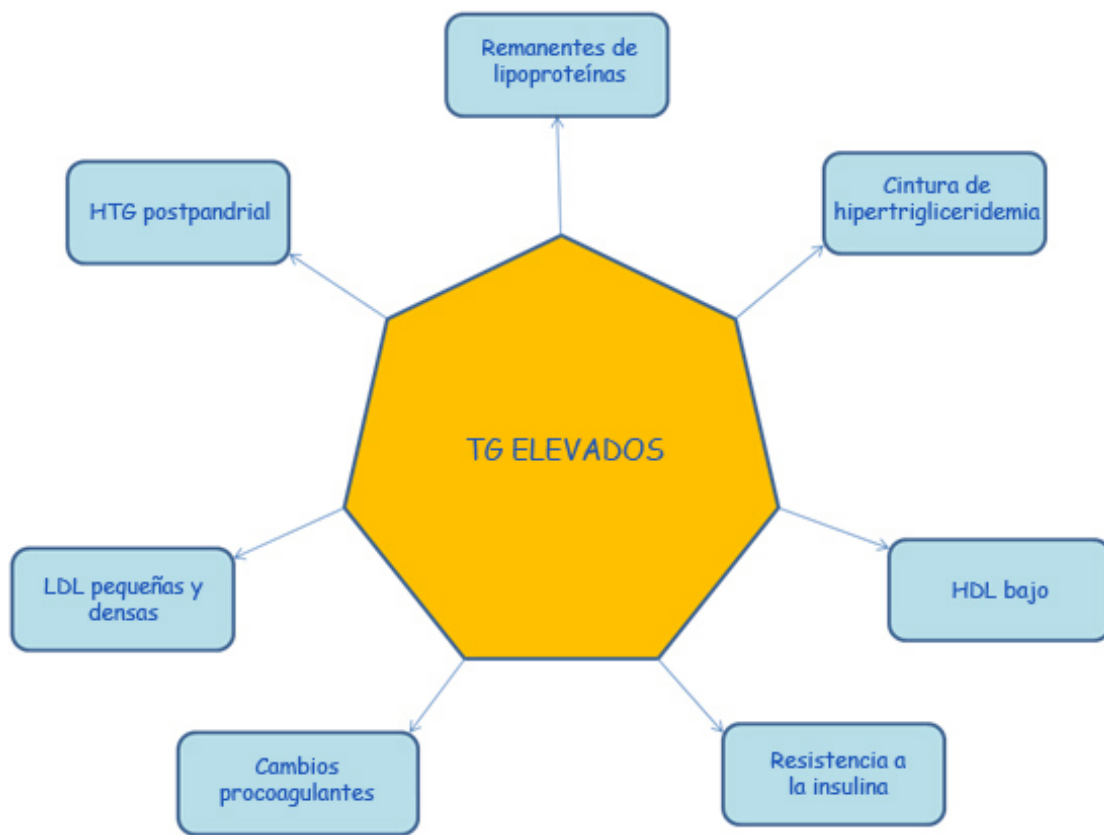 Remanentes de
lipoproteínas
HTG postpandrial
Cintura de
hipertrigliceridemia
TG ELEVADOS
LDL pequeñas y
densas
HDL bajo
Cambios
procoagulantes
Resistencia a
la insulina